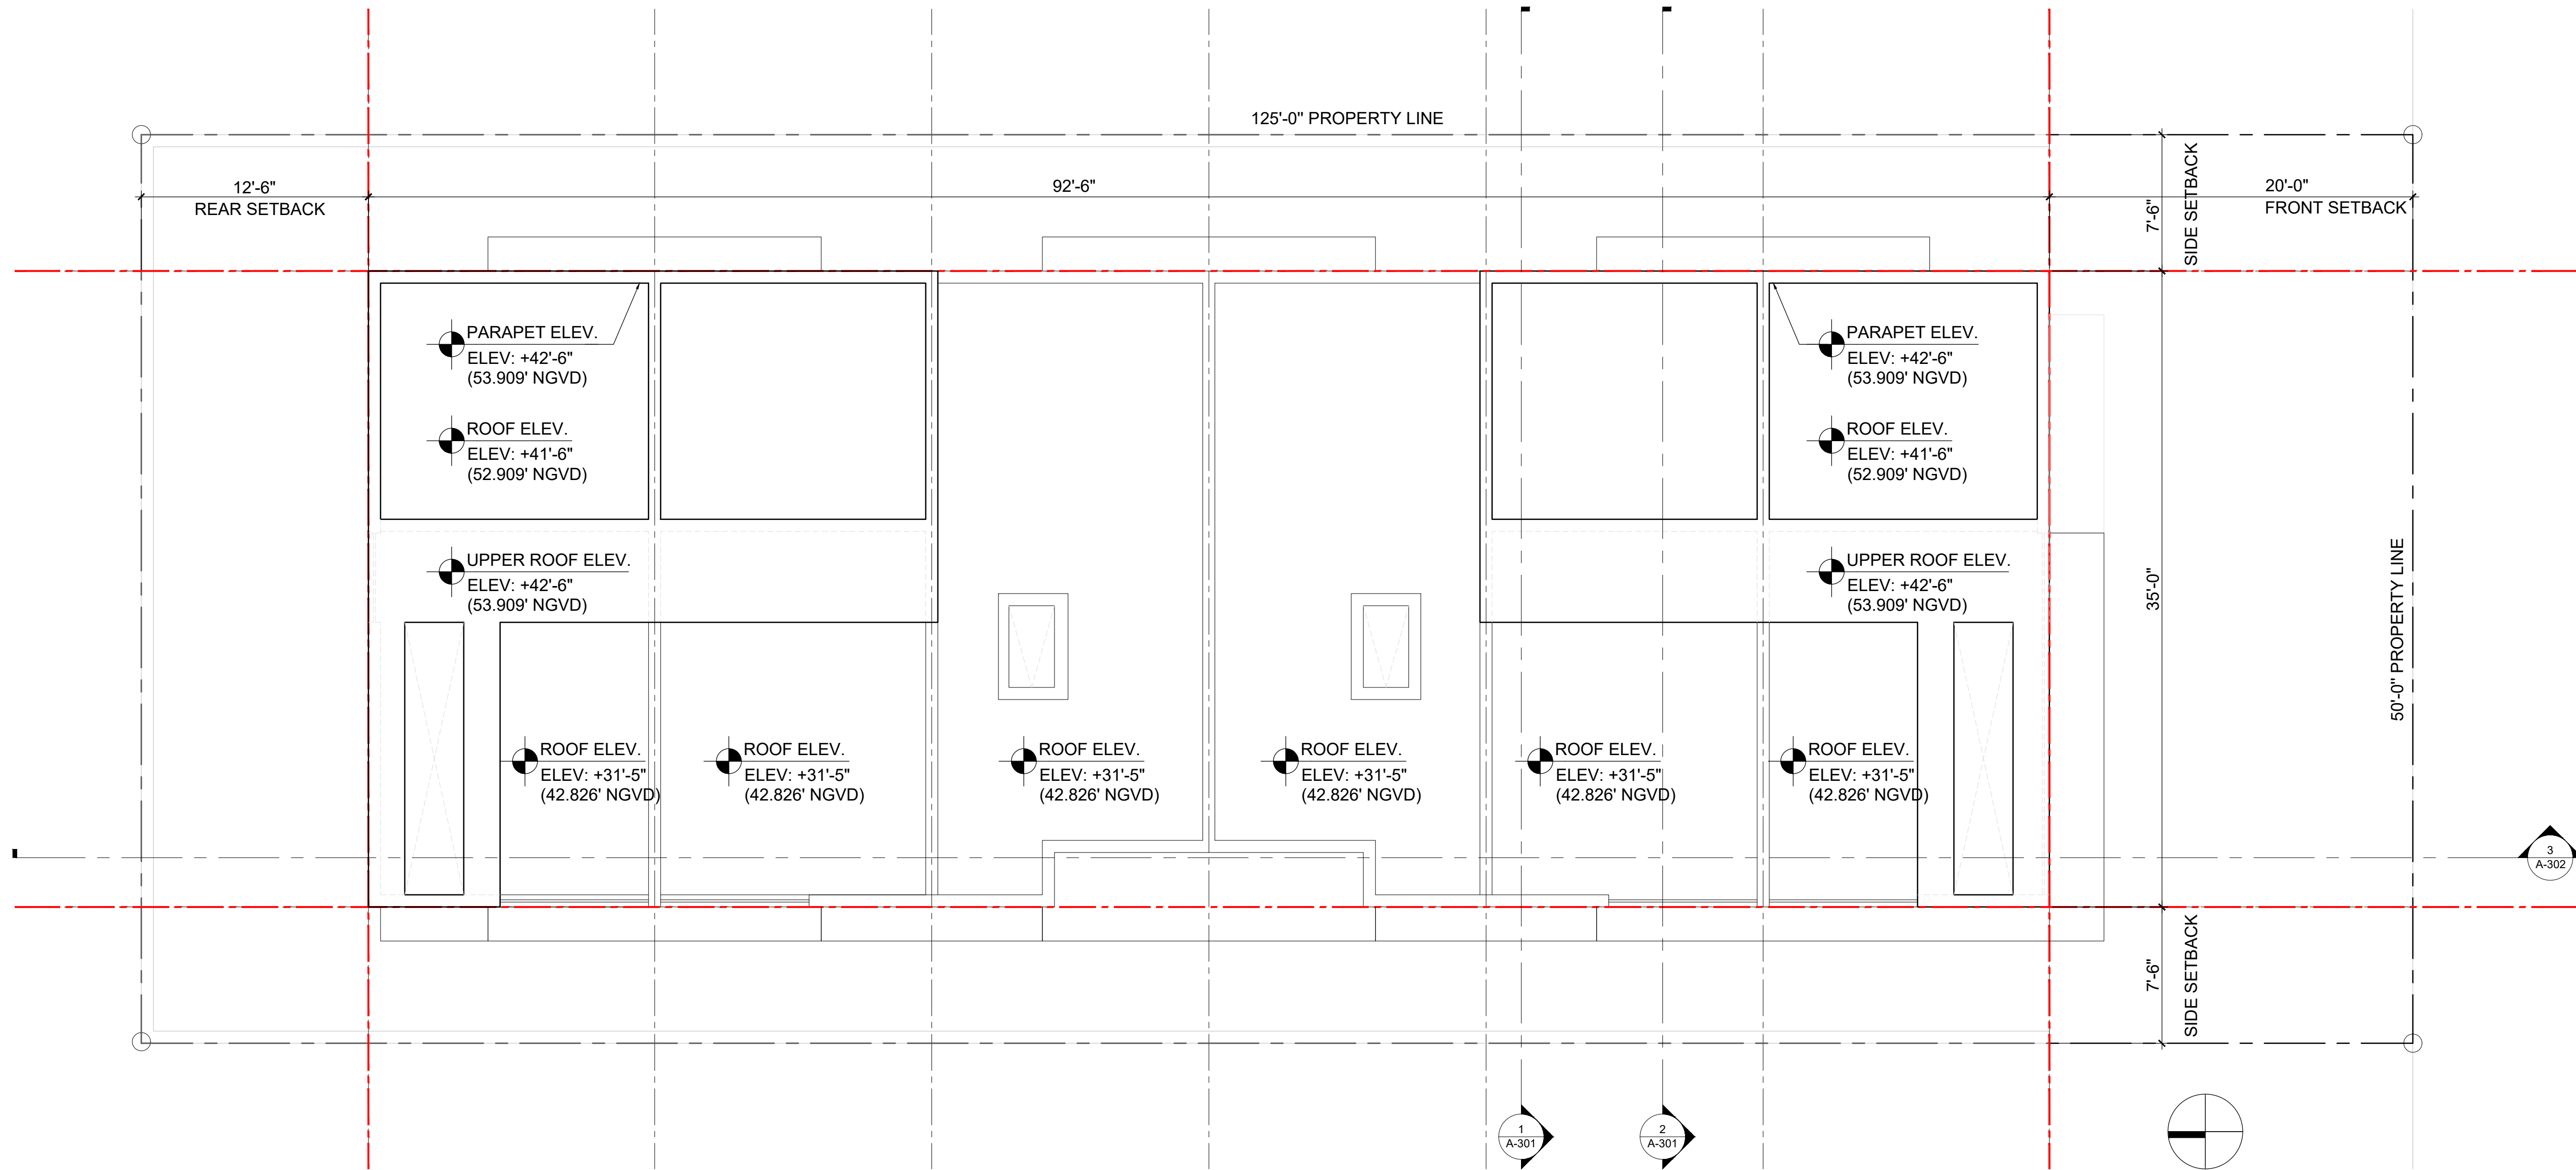 125'-0" PROPERTY LINE
12'-6"
REAR SETBACK
92'-6"
20'-0"
FRONT SETBACK
7'-6"
SIDE SETBACK
PARAPET ELEV.
ELEV: +42'-6"
(53.909' NGVD)
PARAPET ELEV.
ELEV: +42'-6"
(53.909' NGVD)
ROOF ELEV.
ELEV: +41'-6"
(52.909' NGVD)
ROOF ELEV.
ELEV: +41'-6"
(52.909' NGVD)
UPPER ROOF ELEV.
ELEV: +42'-6"
(53.909' NGVD)
UPPER ROOF ELEV.
ELEV: +42'-6"
(53.909' NGVD)
35'-0"
50'-0" PROPERTY LINE
ROOF ELEV.
ELEV: +31'-5"
(42.826' NGVD)
ROOF ELEV.
ELEV: +31'-5"
(42.826' NGVD)
ROOF ELEV.
ELEV: +31'-5"
(42.826' NGVD)
ROOF ELEV.
ELEV: +31'-5"
(42.826' NGVD)
ROOF ELEV.
ELEV: +31'-5"
(42.826' NGVD)
ROOF ELEV.
ELEV: +31'-5"
(42.826' NGVD)
3
A-302
7'-6"
SIDE SETBACK
1
A-301
2
A-301